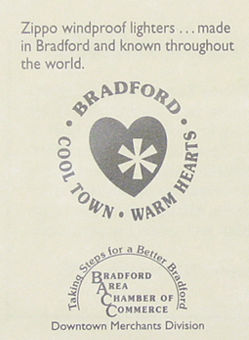 Zippo windproof lighters ... made
in Bradford and known throughout
the world.
• BRADFORD •
COOL TOWN • WARM HEARTS
Taking Steps for a Better Bradford
BRADFORD
AREA
CHAMBER OF
COMMERCE
Downtown Merchants Division